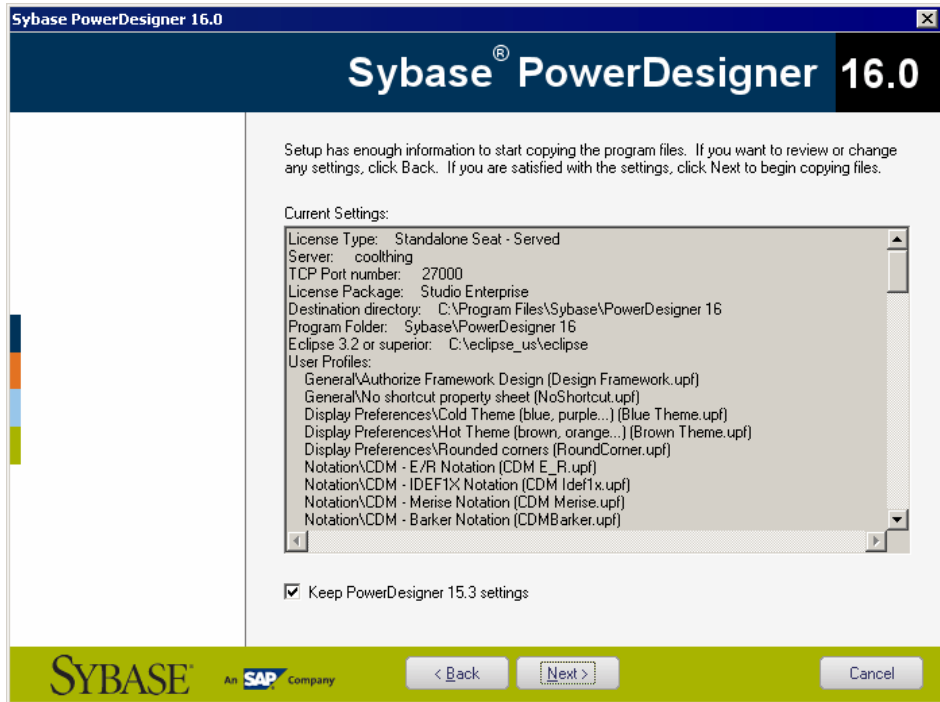 Sybase PowerDesigner 16.0
Sybase® PowerDesigner 16.0
Setup has enough information to start copying the program files.  If you want to review or change
any settings, click Back.  If you are satisfied with the settings, click Next to begin copying files.
Current Settings:
License Type:    Standalone Seat - Served
Server:    coolthing
TCP Port number:    27000
License Package:    Studio Enterprise
Destination directory:    C:\Program Files\Sybase\PowerDesigner 16
Program Folder:    Sybase\PowerDesigner 16
Eclipse 3.2 or superior:    C:\eclipse_us\eclipse
User Profiles:
General\Authorize Framework Design (Design Framework.upf)
General\No shortcut property sheet (NoShortcut.upf)
Display Preferences\Cold Theme (blue, purple...) (Blue Theme.upf)
Display Preferences\Hot Theme (brown, orange...) (Brown Theme.upf)
Display Preferences\Rounded corners (RoundCorner.upf)
Notation\CDM - E/R Notation (CDM E_R.upf)
Notation\CDM - IDEF1X Notation (CDM Idef1x.upf)
Notation\CDM - Merise Notation (CDM Merise.upf)
Notation\CDM - Barker Notation (CDMBarker.upf)
Keep PowerDesigner 15.3 settings
SYBASE An SAP Company
< Back
Next >
Cancel